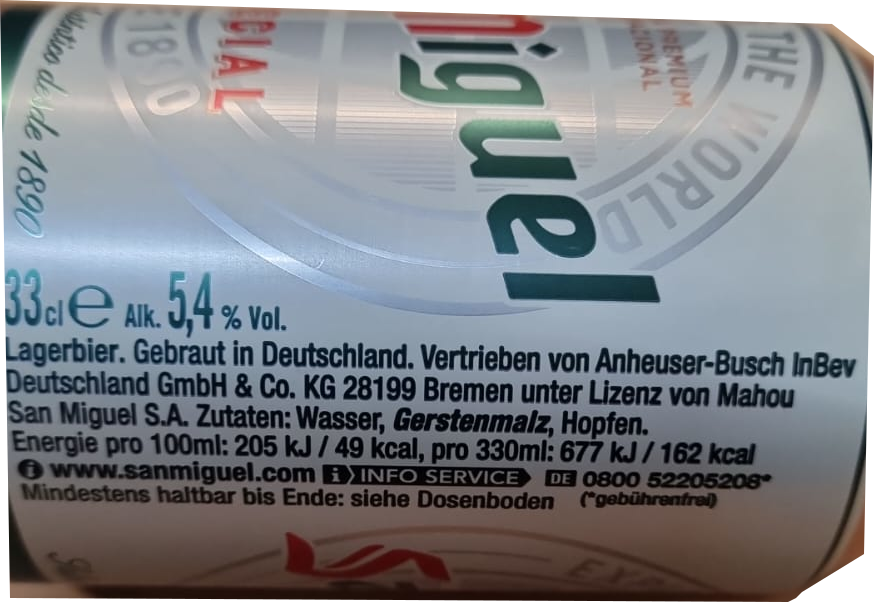 THE WORLD
PREMIUM
CIAL
1890
miguel
desde 1890
33cl e Alk. 5,4 % Vol.
Lagerbier. Gebraut in Deutschland. Vertrieben von Anheuser-Busch InBev
Deutschland GmbH & Co. KG 28199 Bremen unter Lizenz von Mahou
San Miguel S.A. Zutaten: Wasser, Gerstenmalz, Hopfen.
Energie pro 100ml: 205 kJ / 49 kcal, pro 330ml: 677 kJ / 162 kcal
i www.sanmiguel.com i INFO SERVICE DE 0800 52205208*
Mindestens haltbar bis Ende: siehe Dosenboden (*gebührenfrei)